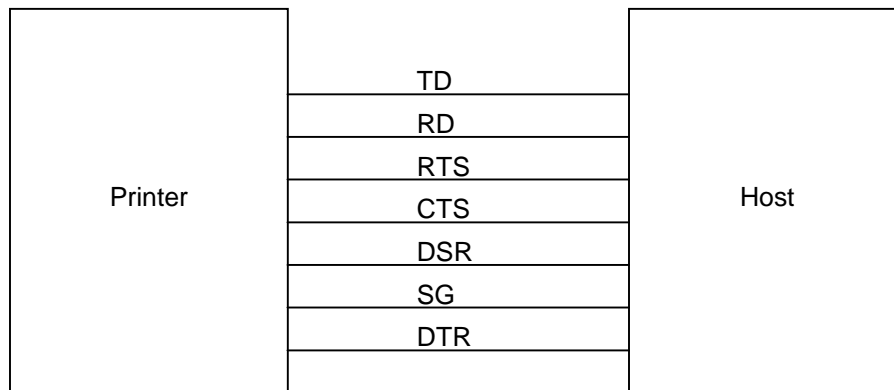 TD
RD
RTS
Printer
Host
CTS
DSR
SG
DTR